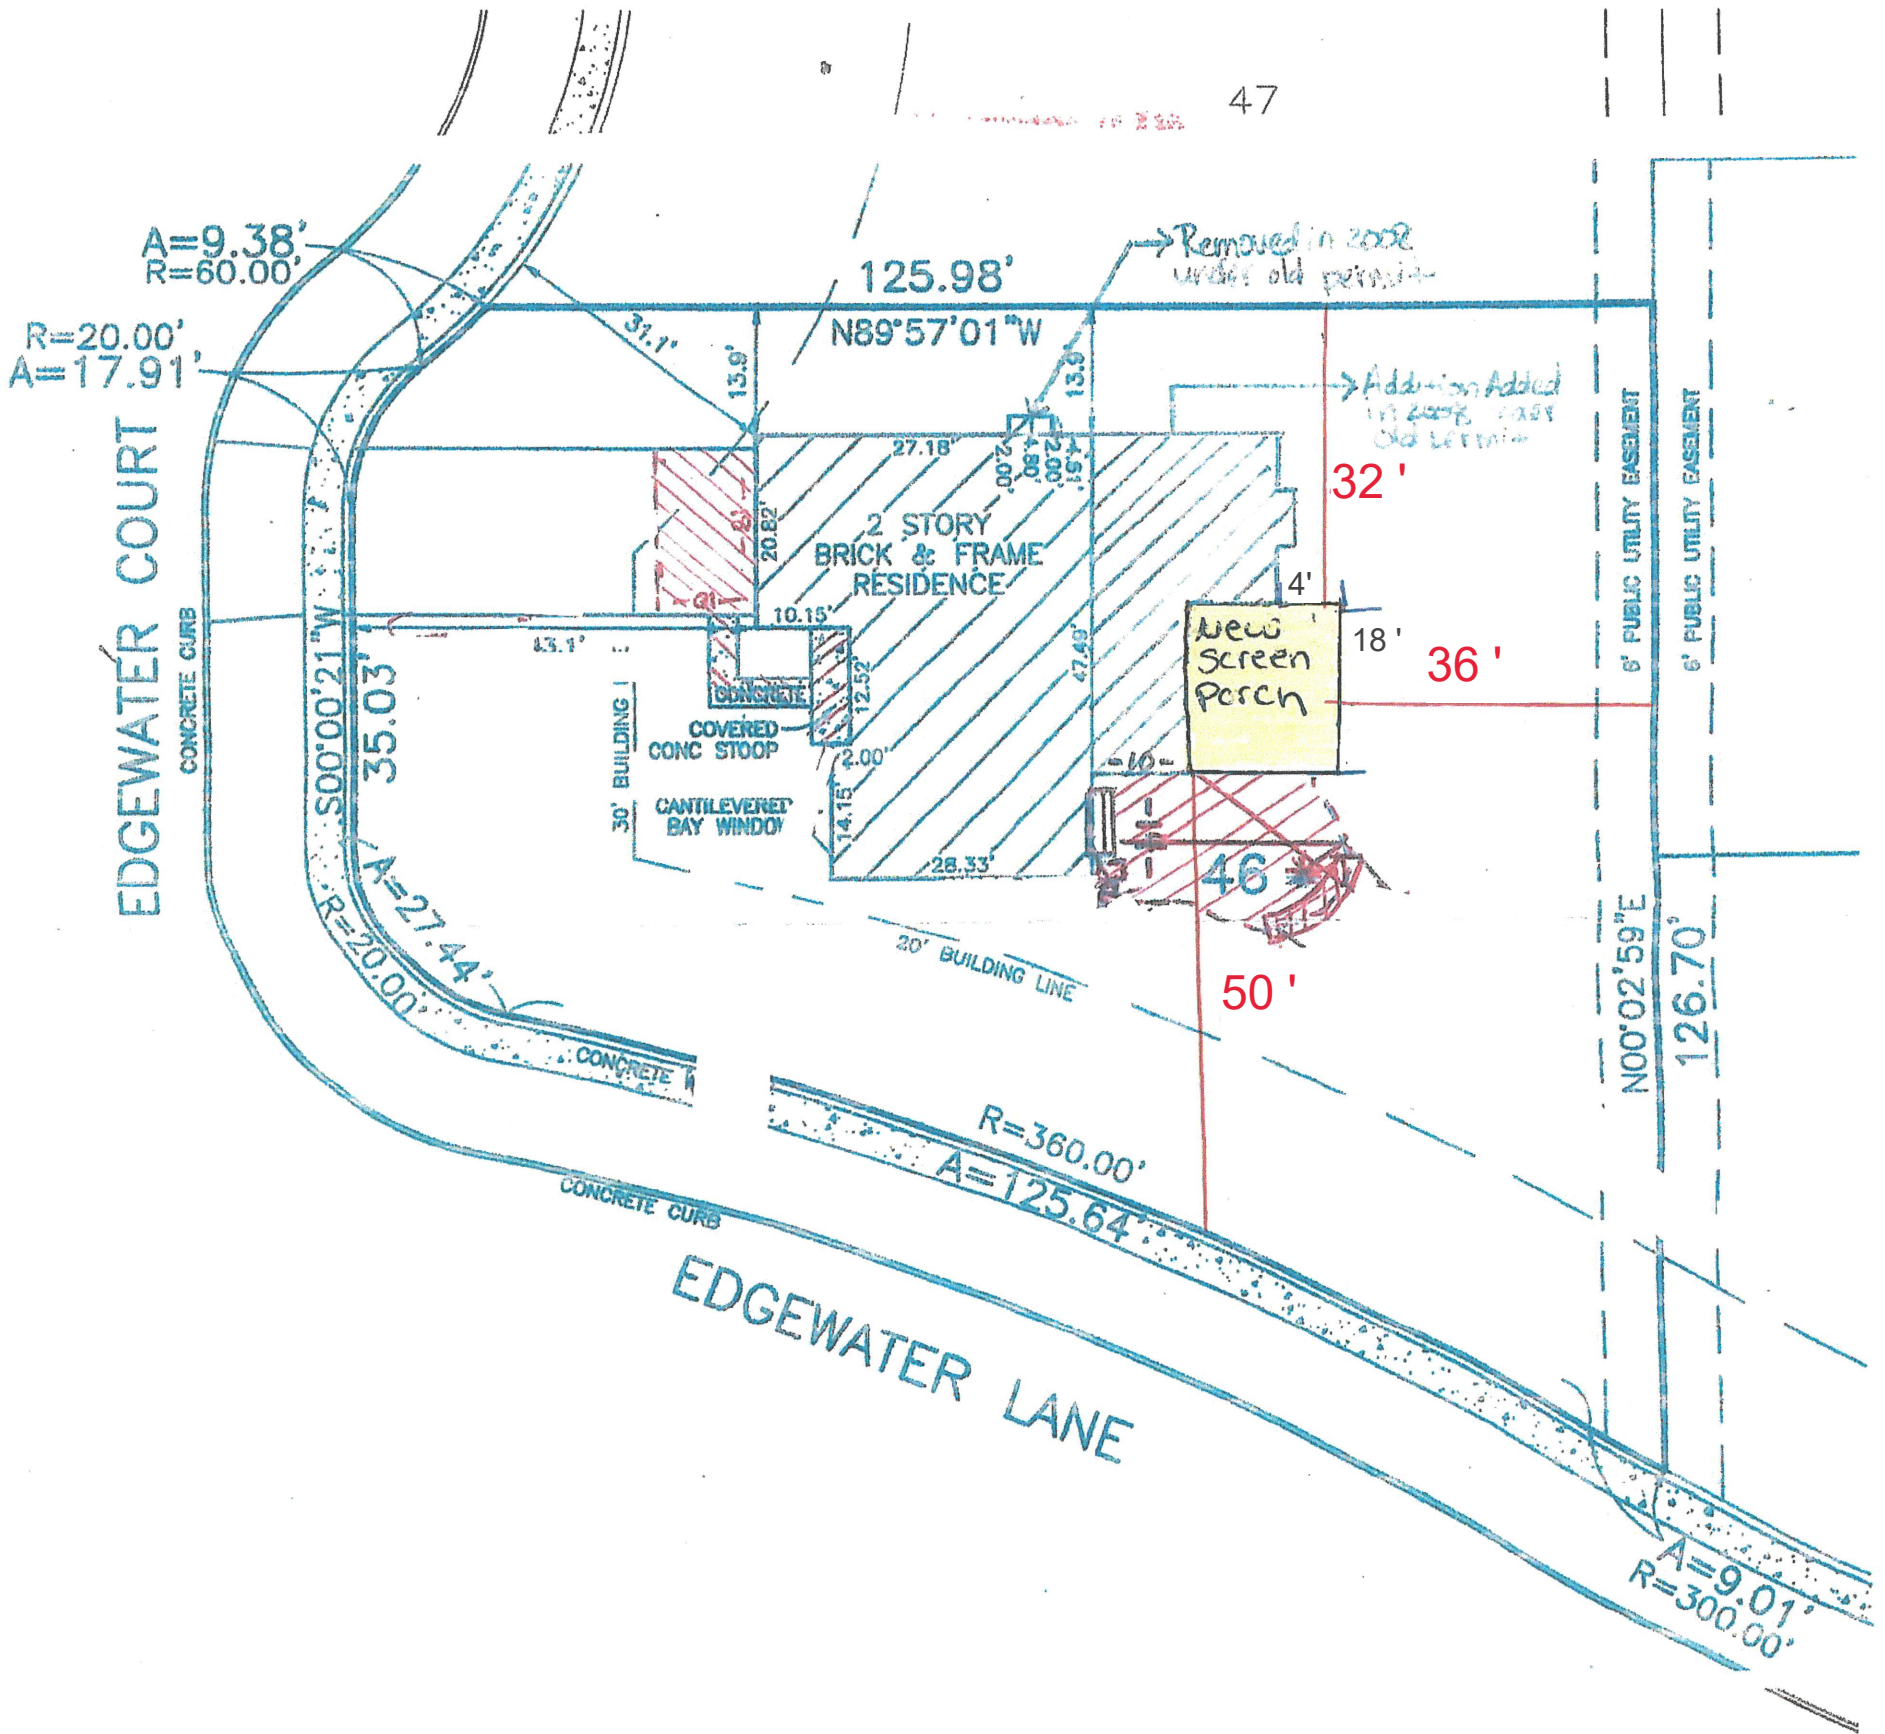 47
A=9.38'
R=60.00'
R=20.00'
A=17.91'
125.98'
N89°57'01"W
Removed in 2008
under old permit
31.1'
13.9'
13.9'
Addition Added
in 2008
old permit
32 '
27.18'
2.00'
4.80'
2.00'
4.51'
20.82'
2 STORY
BRICK & FRAME
RESIDENCE
6' PUBLIC UTILITY EASEMENT
6' PUBLIC UTILITY EASEMENT
EDGEWATER COURT
CONCRETE CURB
S00°00'21"W
35.03'
43.1'
10.15'
12.52'
47.49'
4'
18 '
New
Screen
Porch
36 '
CONCRETE
COVERED
CONC STOOP
30' BUILDING
2.00'
CANTILEVERED
BAY WINDOW
14.15'
28.33'
-10-
46
A=27.44'
R=20.00'
20' BUILDING LINE
50 '
N00°02'59"E
126.70'
CONCRETE
R=360.00'
A=125.64'
CONCRETE CURB
EDGEWATER LANE
A=9.01'
R=300.00'